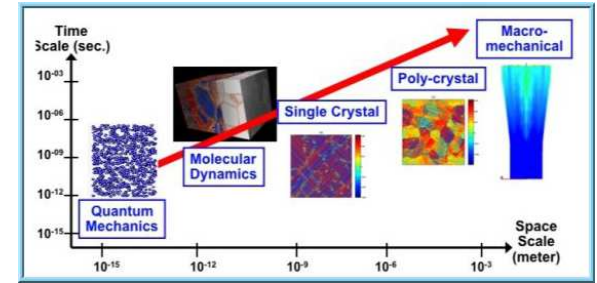 Time
Scale (sec.)
Macro-
mechanical
10-03
Poly-crystal
10-06
Single Crystal
10-09
Molecular
Dynamics
10-12
Quantum
Mechanics
10-15
Space
Scale
(meter)
10-15
10-12
10-9
10-6
10-3